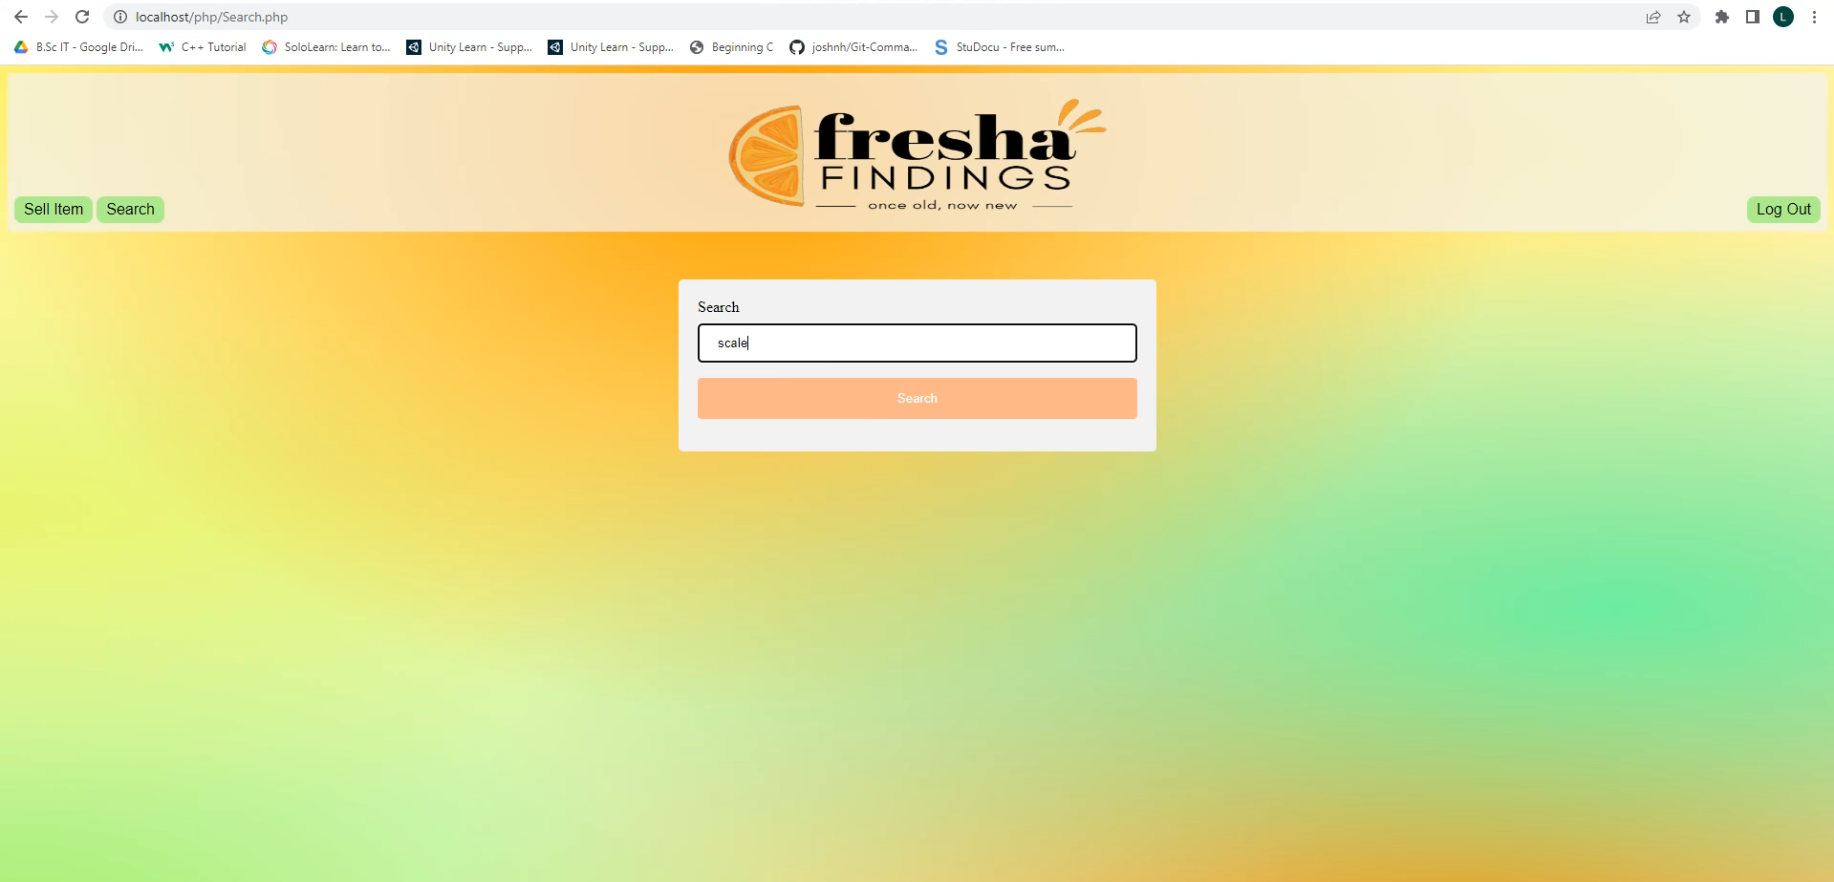 localhost/php/Search.php
L
B.Sc IT - Google Dri...
C++ Tutorial
SoloLearn: Learn to...
Unity Learn - Supp...
Unity Learn - Supp...
Beginning C
joshnh/Git-Comma...
StuDocu - Free sum...
fresha
FINDINGS
once old, now new
Sell Item
Search
Log Out
Search
scale
Search